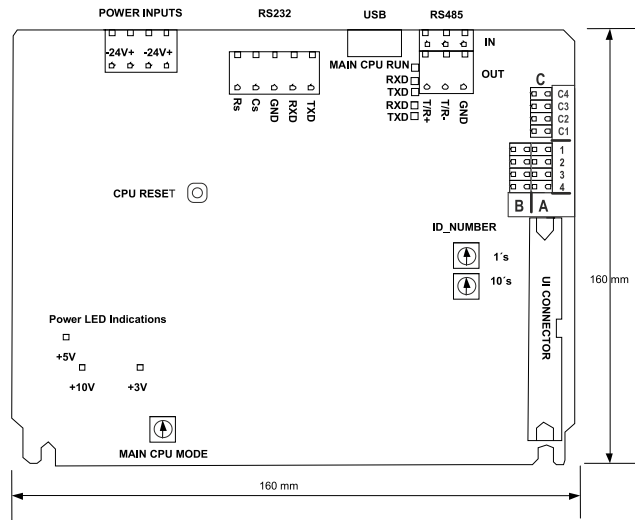 POWER INPUTS
RS232
USB
RS485
-24V+ -24V+
IN
OUT
MAIN CPU RUN
RXD
TXD
RXD
TXD
Rs
Cs
GND
RXD
TXD
T/R+
T/R-
GND
C
C4
C3
C2
C1
1
2
3
4
B
A
CPU RESET
ID_NUMBER
1´s
10´s
UI CONNECTOR
160 mm
Power LED Indications
+5V
+10V
+3V
MAIN CPU MODE
160 mm